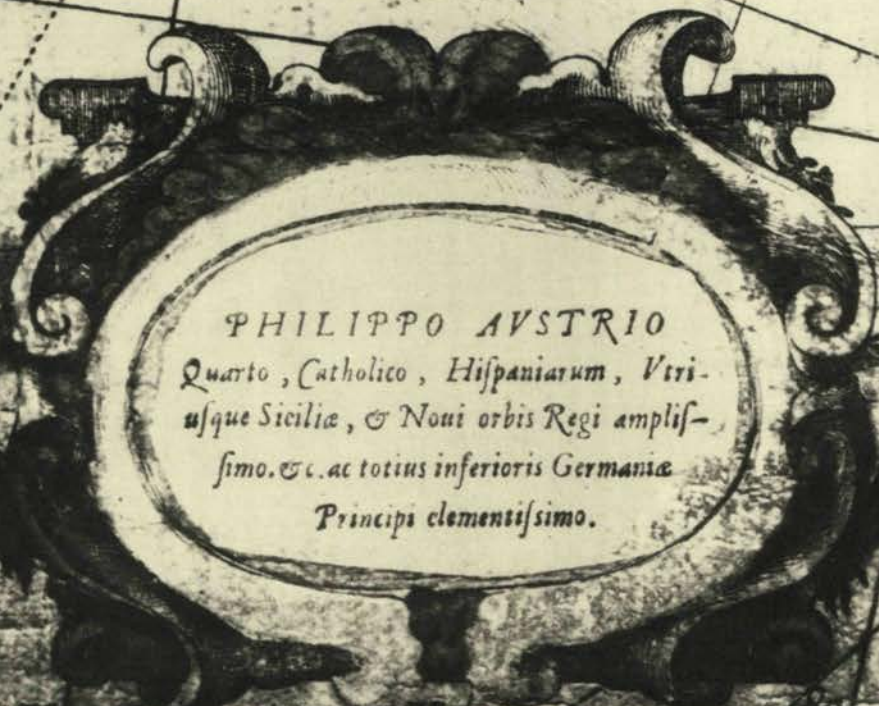 PHILIPPO AVSTRIO
Quarto, Catholico, Hiſpaniarum, Vtri-
uſque Siciliæ, & Noui orbis Regi ampliſ-
ſimo. &c. ac totius inferioris Germaniæ
Principi clementiſsimo.